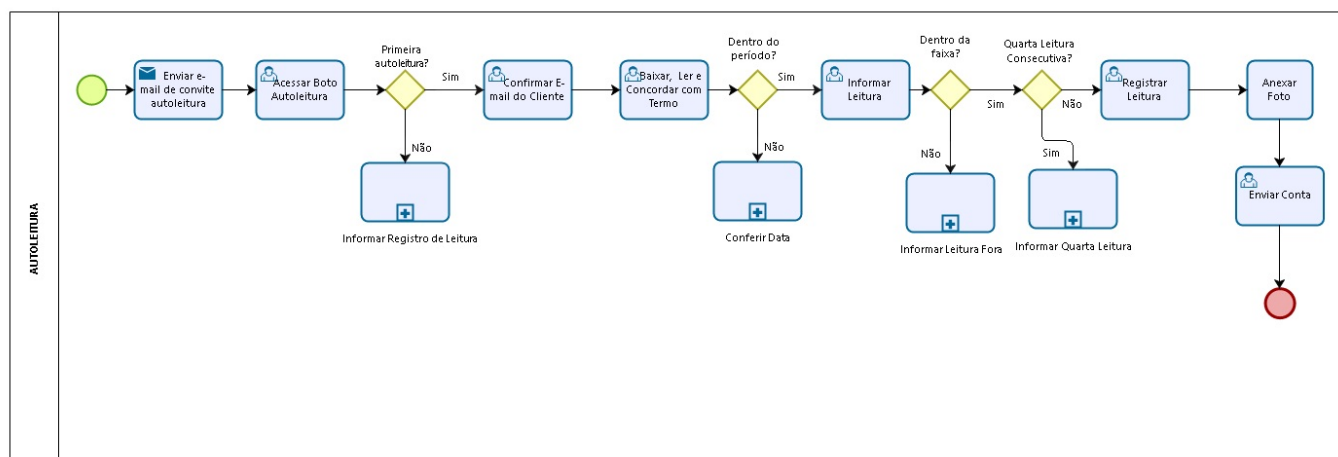 AUTOLEITURA
Enviar e-
mail de convite
autoleitura
Acessar Boto
Autoleitura
Primeira
autoleitura?
Sim
Não
Informar Registro de Leitura
Confirmar E-
mail do Cliente
Baixar, Ler e
Concordar com
Termo
Dentro do
período?
Sim
Não
Conferir Data
Informar
Leitura
Dentro da
faixa?
Sim
Não
Informar Leitura Fora
Quarta Leitura
Consecutiva?
Não
Sim
Informar Quarta Leitura
Registrar
Leitura
Anexar
Foto
Enviar Conta